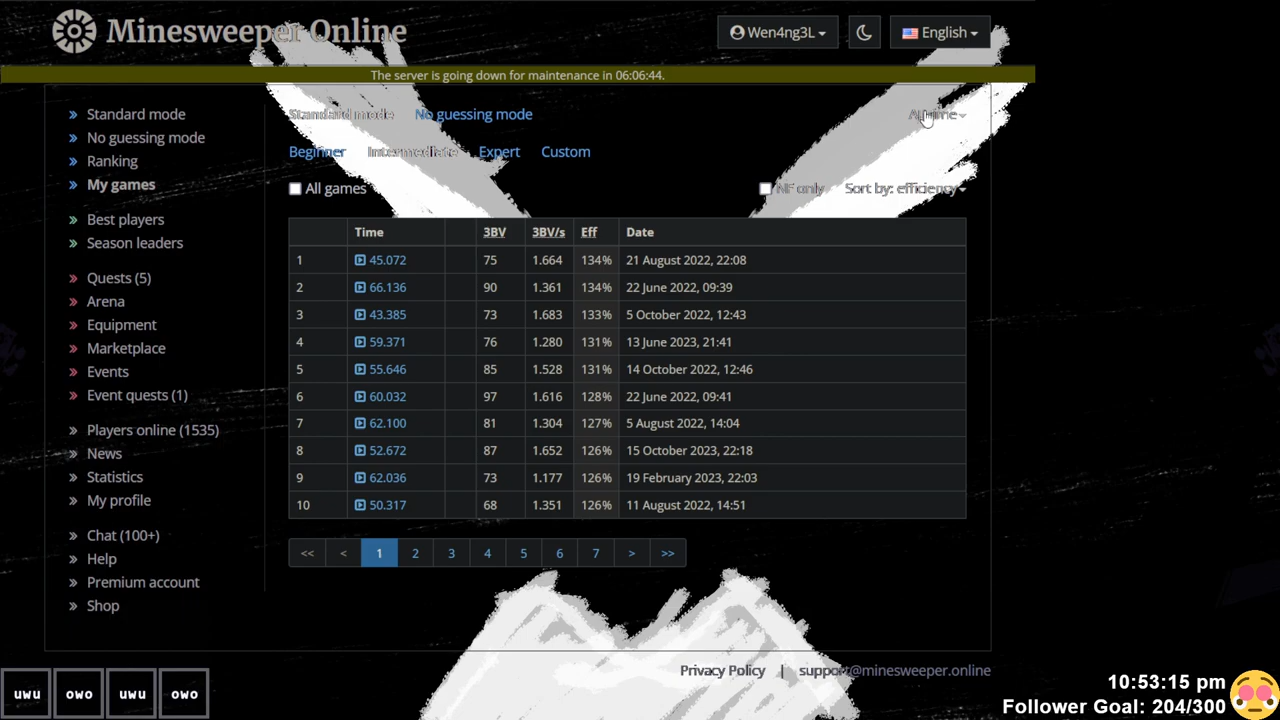 Minesweeper Online
Wen4ng3L
English
The server is going down for maintenance in 06:06:44.
Standard mode
No guessing mode
Ranking
My games
Best players
Season leaders
Quests (5)
Arena
Equipment
Marketplace
Events
Event quests (1)
Players online (1535)
News
Statistics
My profile
Chat (100+)
Help
Premium account
Shop
Standard mode No guessing mode All time
Beginner Intermediate Expert Custom
All games NF only Sort by: efficiency
Time 3BV 3BV/s Eff Date
1 45.072 75 1.664 134% 21 August 2022, 22:08
2 66.136 90 1.361 134% 22 June 2022, 09:39
3 43.385 73 1.683 133% 5 October 2022, 12:43
4 59.371 76 1.280 131% 13 June 2023, 21:41
5 55.646 85 1.528 131% 14 October 2022, 12:46
6 60.032 97 1.616 128% 22 June 2022, 09:41
7 62.100 81 1.304 127% 5 August 2022, 14:04
8 52.672 87 1.652 126% 15 October 2023, 22:18
9 62.036 73 1.177 126% 19 February 2023, 22:03
10 50.317 68 1.351 126% 11 August 2022, 14:51
<< < 1 2 3 4 5 6 7 > >>
Privacy Policy | support@minesweeper.online
uwu owo uwu owo
10:53:15 pm
Follower Goal: 204/300